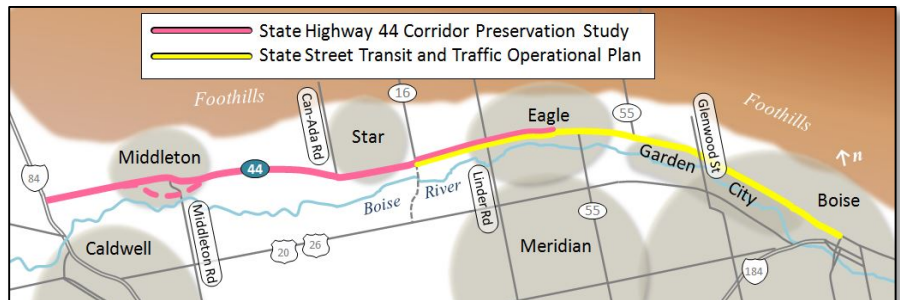 State Highway 44 Corridor Preservation Study
State Street Transit and Traffic Operational Plan
Foothills
Can-Ada Rd
16
Star
Eagle
55
Glenwood St
Foothills
Middleton
n
84
44
Garden
City
Boise
Middleton Rd
Boise River
Linder Rd
55
Caldwell
20
26
Meridian
184